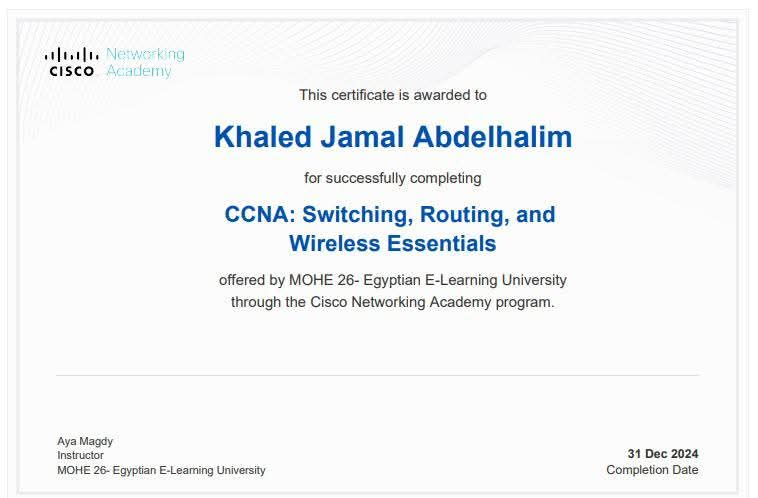 Networking
CISCO Academy
This certificate is awarded to
Khaled Jamal Abdelhalim
for successfully completing
CCNA: Switching, Routing, and
Wireless Essentials
offered by MOHE 26- Egyptian E-Learning University
through the Cisco Networking Academy program.
Aya Magdy
Instructor
MOHE 26- Egyptian E-Learning University
31 Dec 2024
Completion Date